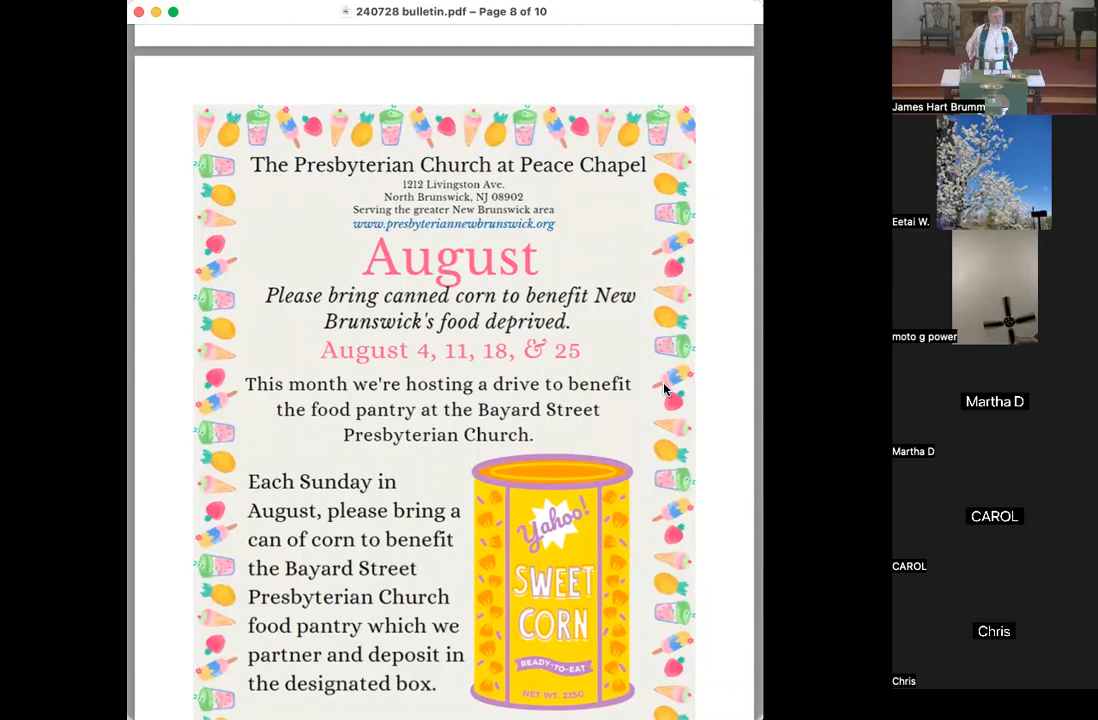 240728 bulletin.pdf – Page 8 of 10
The Presbyterian Church at Peace Chapel
1212 Livingston Ave.
North Brunswick, NJ 08902
Serving the greater New Brunswick area
www.presbyteriannewbrunswick.org
August
Please bring canned corn to benefit New
Brunswick's food deprived.
August 4, 11, 18, & 25
This month we're hosting a drive to benefit
the food pantry at the Bayard Street
Presbyterian Church.
Each Sunday in
August, please bring a
can of corn to benefit
the Bayard Street
Presbyterian Church
food pantry which we
partner and deposit in
the designated box.
Yahoo!
SWEET
CORN
READY-TO-EAT
NET WT. 225G
James Hart Brumm
Eetai W.
moto g power
Martha D
Martha D
CAROL
CAROL
Chris
Chris